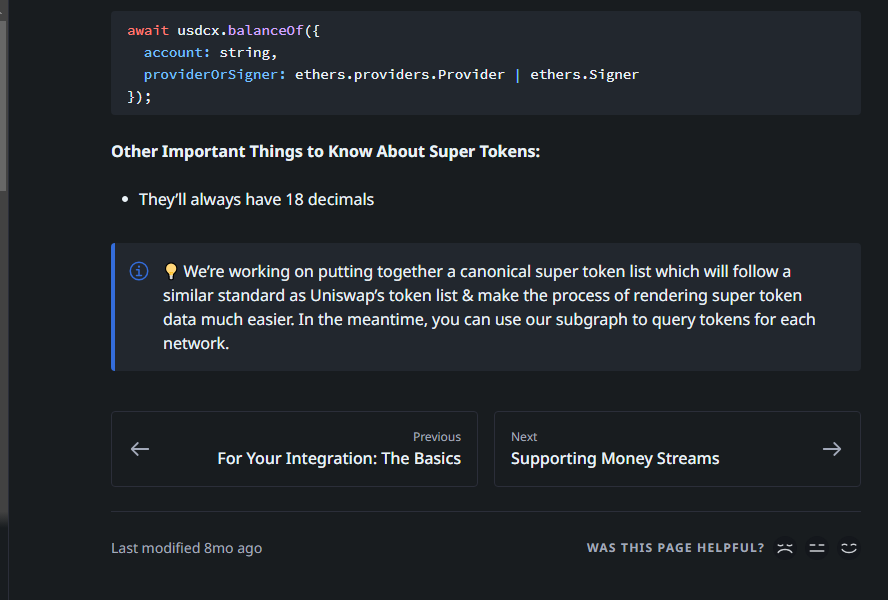 await usdcx.balanceOf({
  account: string,
  providerOrSigner: ethers.providers.Provider | ethers.Signer
});
Other Important Things to Know About Super Tokens:
• They’ll always have 18 decimals
💡 We’re working on putting together a canonical super token list which will follow a
similar standard as Uniswap’s token list & make the process of rendering super token
data much easier. In the meantime, you can use our subgraph to query tokens for each
network.
Previous
For Your Integration: The Basics
Next
Supporting Money Streams
Last modified 8mo ago
WAS THIS PAGE HELPFUL?